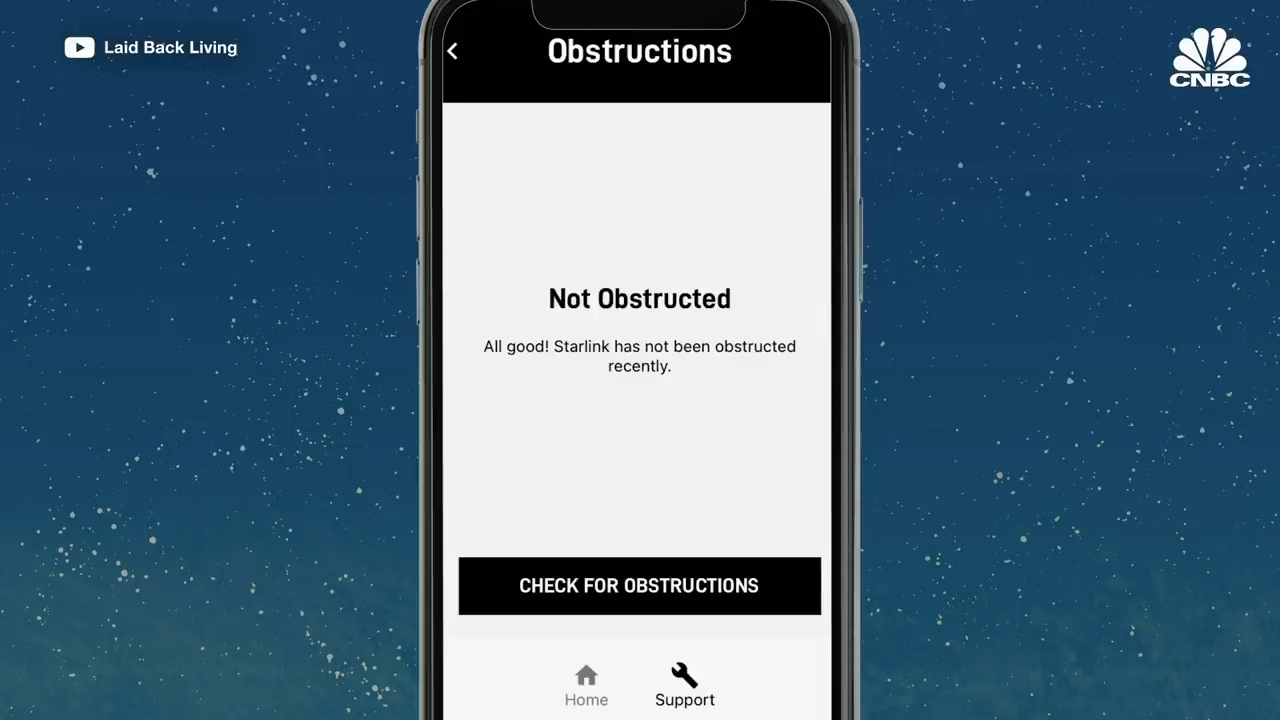 Laid Back Living
CNBC
Obstructions
Not Obstructed
All good! Starlink has not been obstructed
recently.
CHECK FOR OBSTRUCTIONS
Home
Support